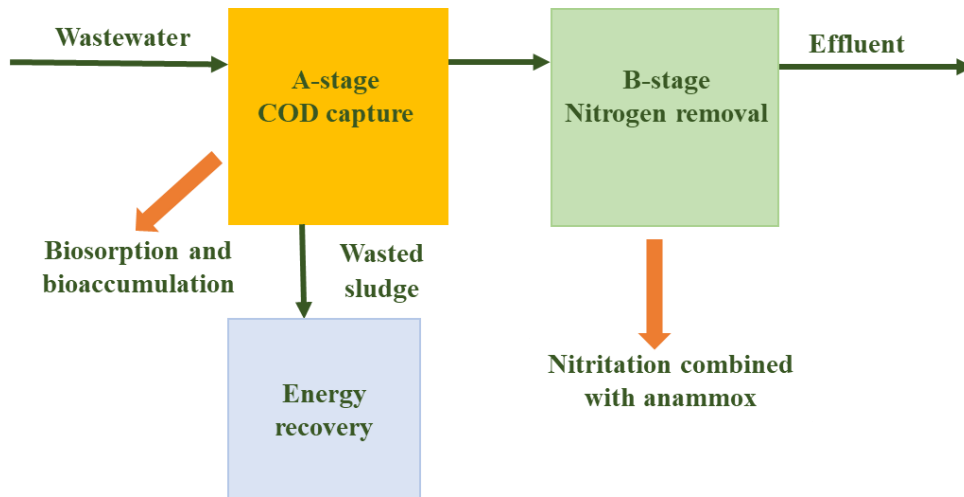 Wastewater
A-stage
COD capture
B-stage
Nitrogen removal
Effluent
Biosorption and
bioaccumulation
Wasted
sludge
Energy
recovery
Nitritation combined
with anammox